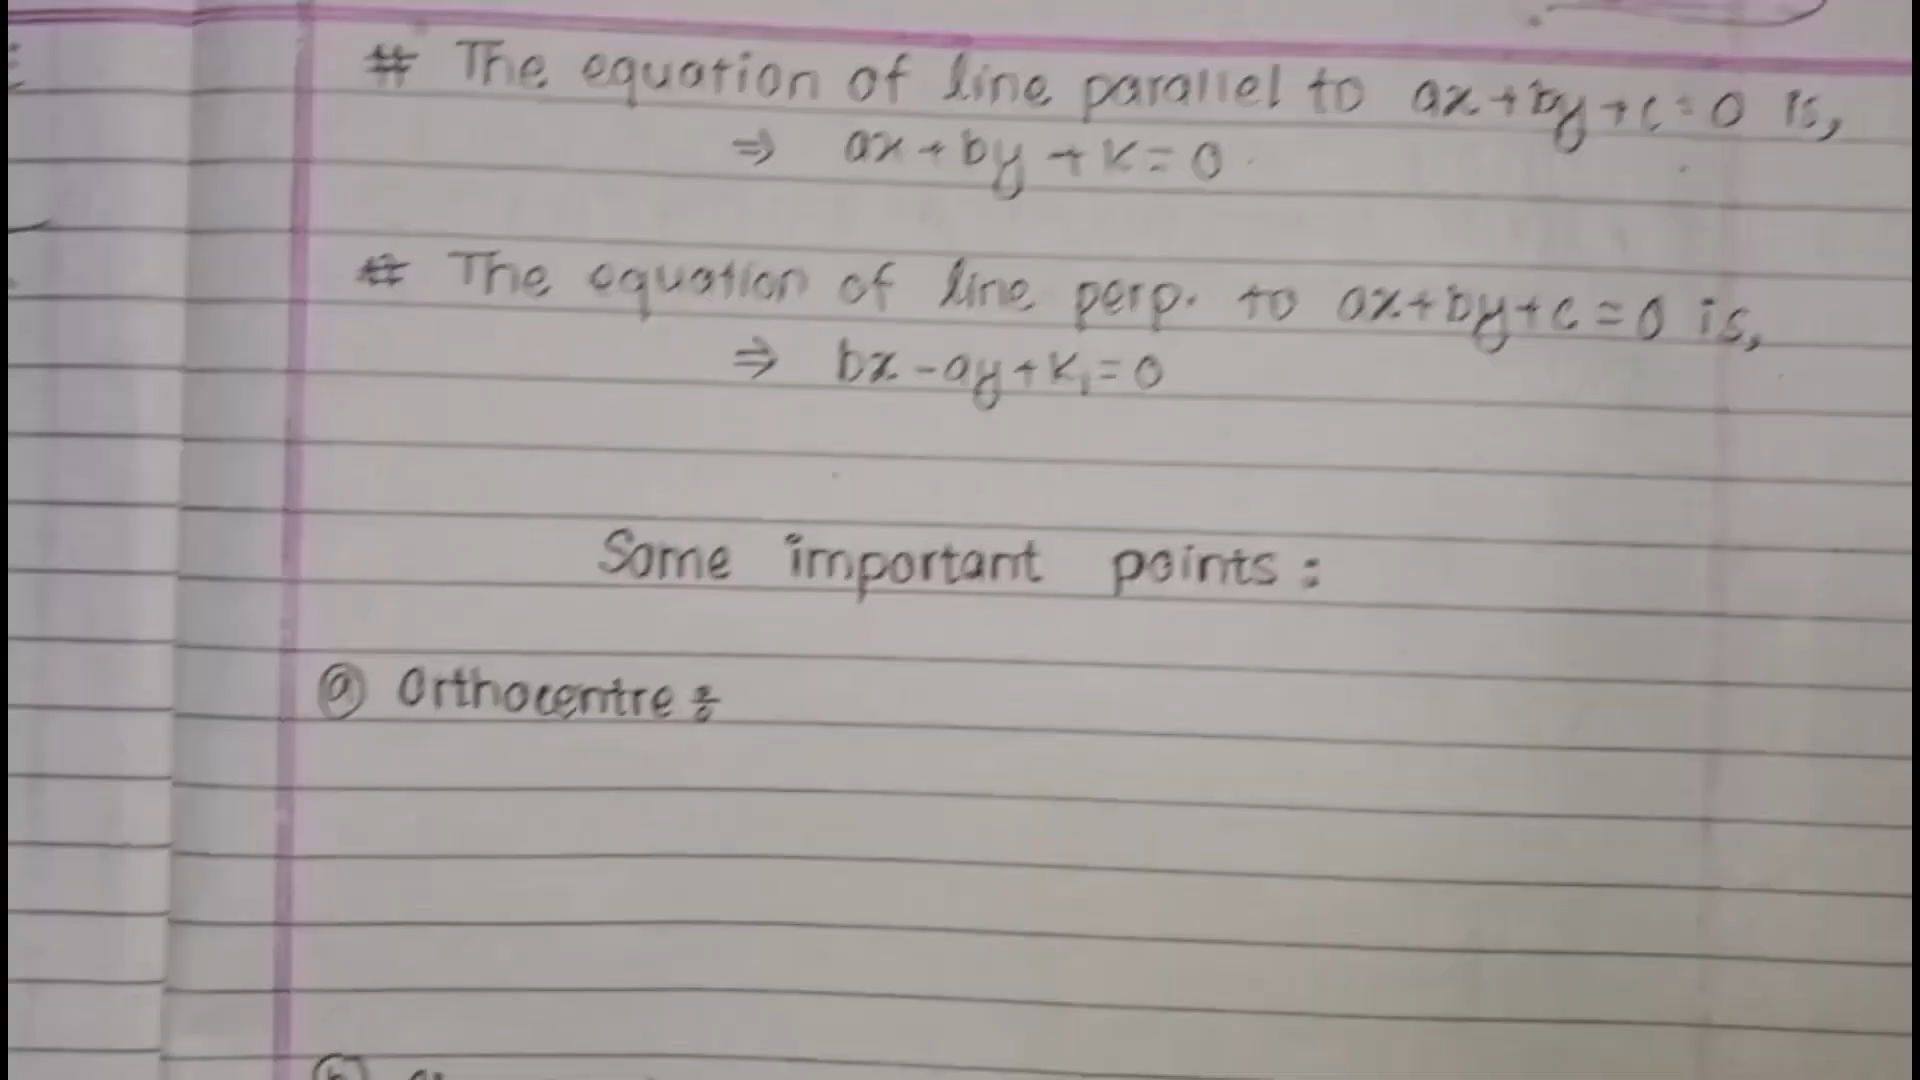 # The equation of line parallel to ax+by+c=0 is,
⇒ ax+by+k=0
# The equation of line perp. to ax+by+c=0 is,
⇒ bx-ay+k₁=0
Some important points:
ⓐ Orthocentre:
ⓑ